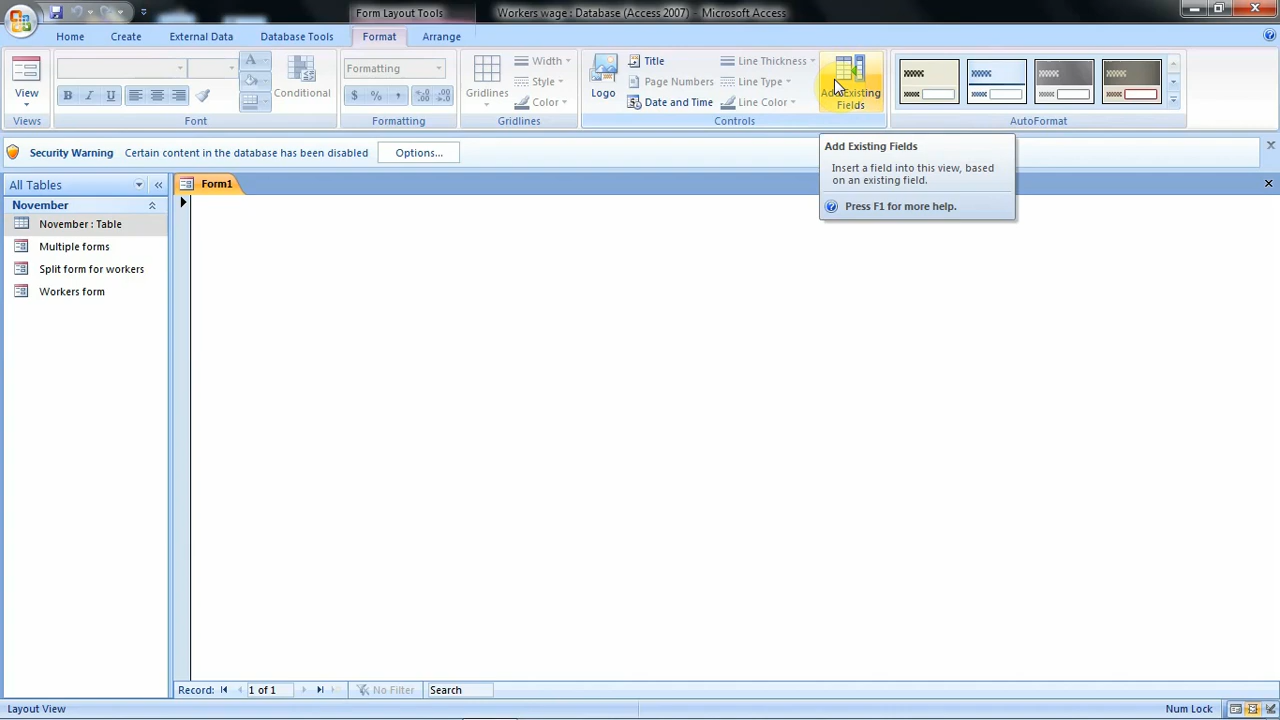 Form Layout Tools
Workers wage : Database (Access 2007) - Microsoft Access
Home
Create
External Data
Database Tools
Format
Arrange
View
Views
B I U
Conditional
Font
Formatting
$ % ,
Formatting
Gridlines
Width
Style
Color
Gridlines
Logo
Title
Page Numbers
Date and Time
Line Thickness
Line Type
Line Color
Controls
Add Existing
Fields
AutoFormat
Security Warning
Certain content in the database has been disabled
Options...
Add Existing Fields
Insert a field into this view, based
on an existing field.
Press F1 for more help.
All Tables
Form1
November
November : Table
Multiple forms
Split form for workers
Workers form
Record:
1 of 1
No Filter
Search
Layout View
Num Lock